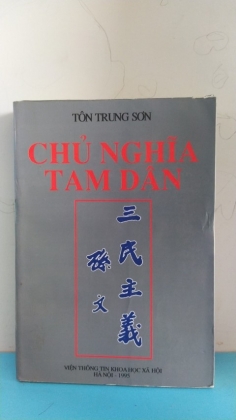 TÔN TRUNG SƠN
CHỦ NGHĨA
TAM DÂN
三民主義
孫文
VIỆN THÔNG TIN KHOA HỌC XÃ HỘI
HÀ NỘI - 1995